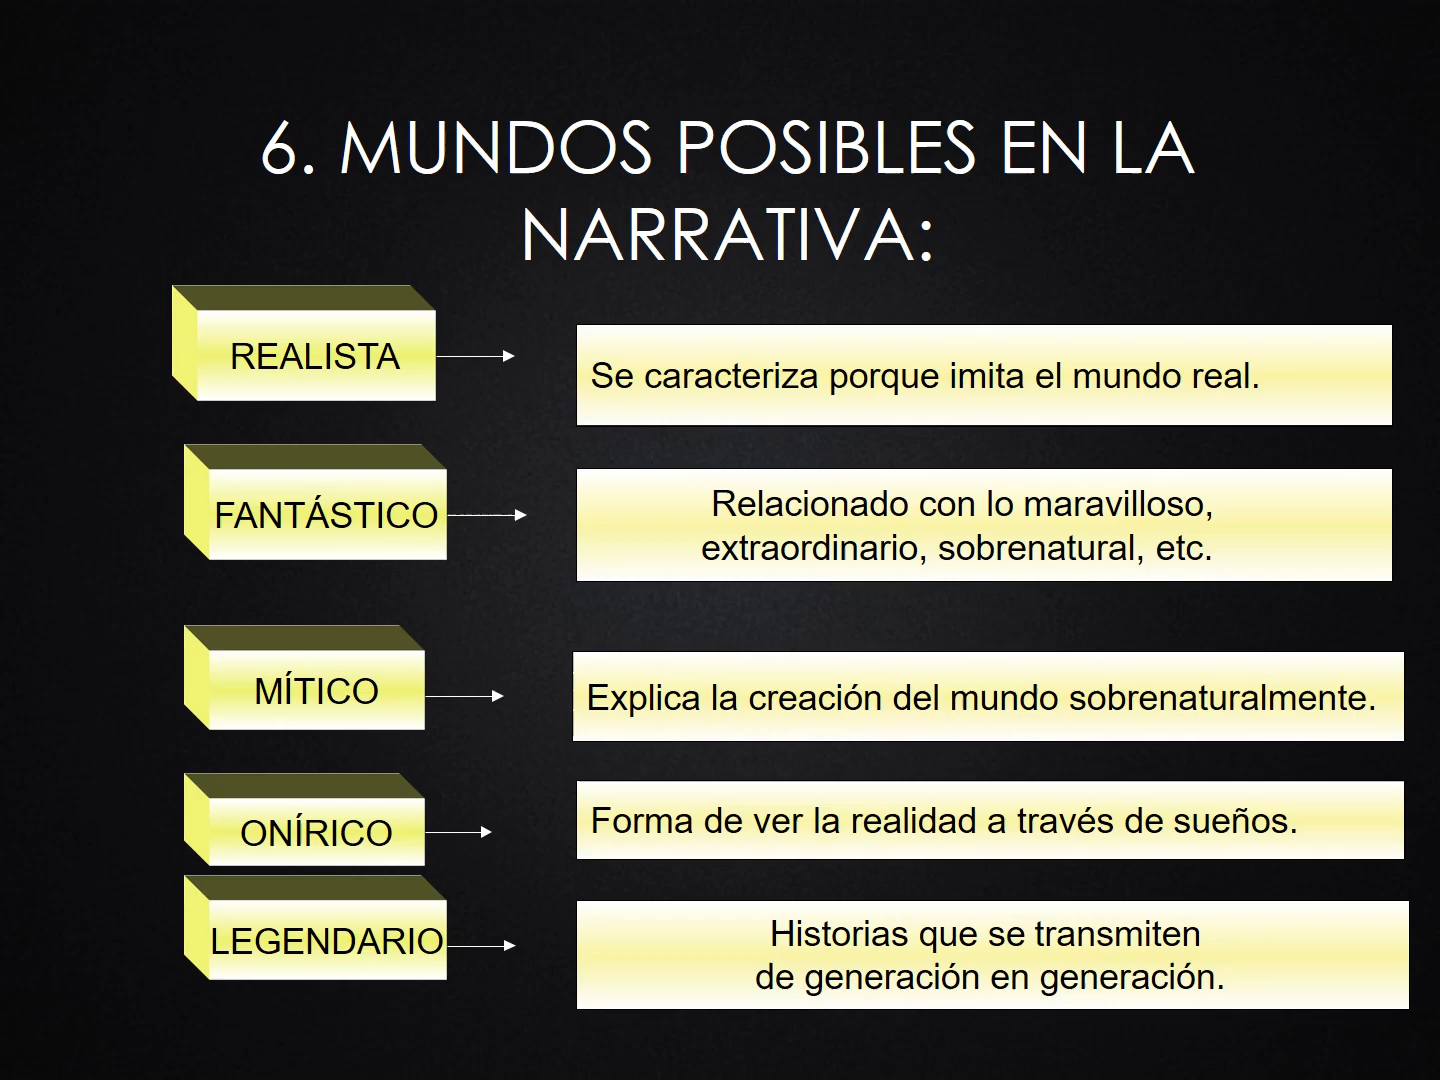 6. MUNDOS POSIBLES EN LA
NARRATIVA:
REALISTA
Se caracteriza porque imita el mundo real.
FANTÁSTICO
Relacionado con lo maravilloso,
extraordinario, sobrenatural, etc.
MÍTICO
Explica la creación del mundo sobrenaturalmente.
ONÍRICO
Forma de ver la realidad a través de sueños.
LEGENDARIO
Historias que se transmiten
de generación en generación.